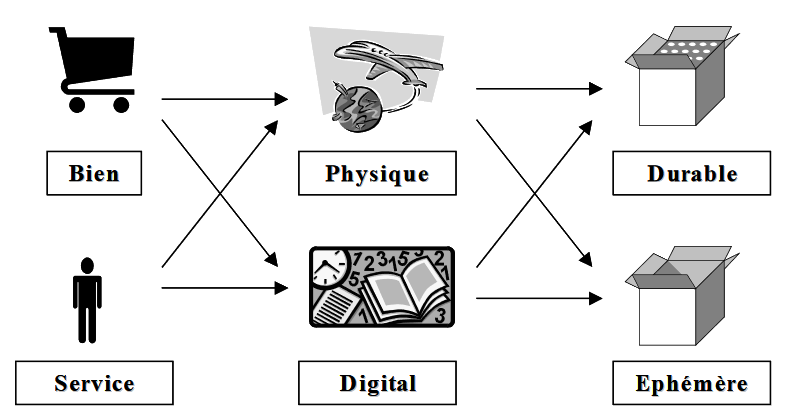 Bien
Physique
Durable
Service
Digital
Ephémère